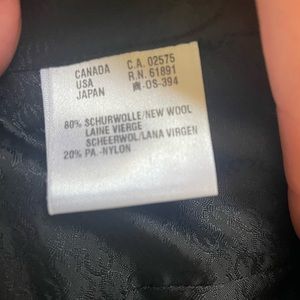 CANADA C.A. 02575
USA R.N. 61891
JAPAN -OS-394
80% SCHURWOLLE/NEW WOOL
LAINE VIERGE
SCHEERWOL/LANA VIRGEN
20% PA.-NYLON